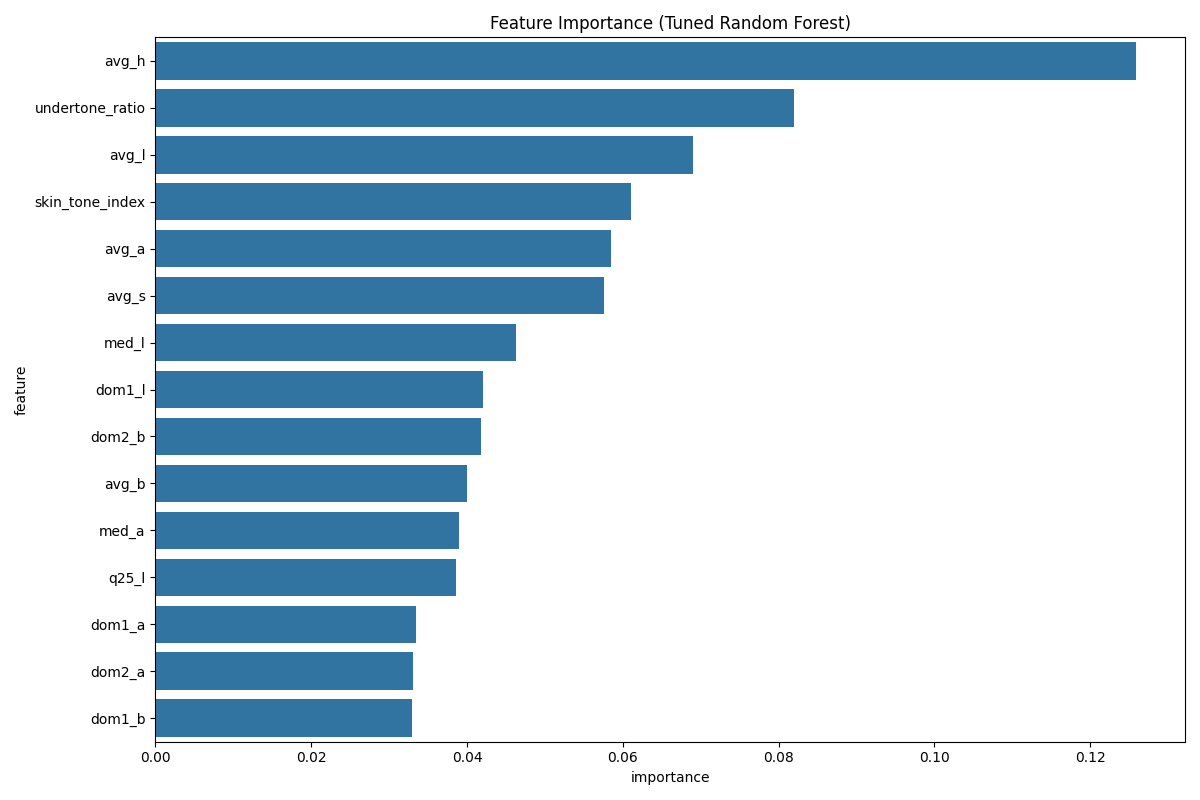 Feature Importance (Tuned Random Forest)
feature
avg_h
undertone_ratio
avg_l
skin_tone_index
avg_a
avg_s
med_l
dom1_l
dom2_b
avg_b
med_a
q25_l
dom1_a
dom2_a
dom1_b
0.00 0.02 0.04 0.06 0.08 0.10 0.12
importance